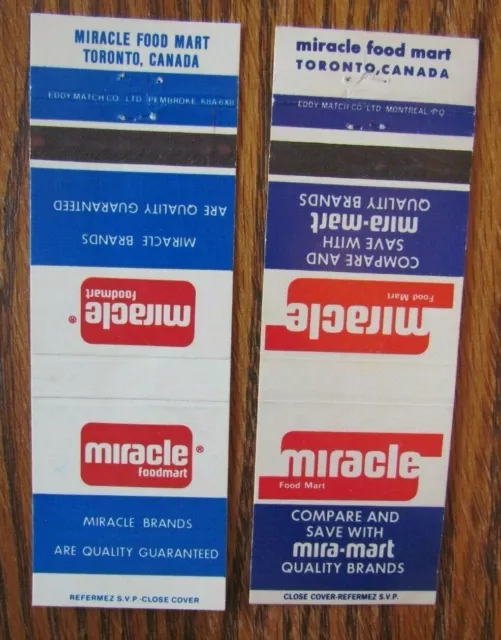 MIRACLE FOOD MART
TORONTO, CANADA
EDDY MATCH CO. LTD. PEMBROKE, K8A 6X8
MIRACLE BRANDS
ARE QUALITY GUARANTEED
miracle
foodmart
®
miracle ®
foodmart
MIRACLE BRANDS
ARE QUALITY GUARANTEED
REFERMEZ S.V.P.-CLOSE COVER
miracle food mart
TORONTO, CANADA
EDDY MATCH CO. LTD. MONTREAL, P.Q.
COMPARE AND
SAVE WITH
mira-mart
QUALITY BRANDS
miracle
Food Mart
miracle
Food Mart
COMPARE AND
SAVE WITH
mira-mart
QUALITY BRANDS
CLOSE COVER-REFERMEZ S.V.P.